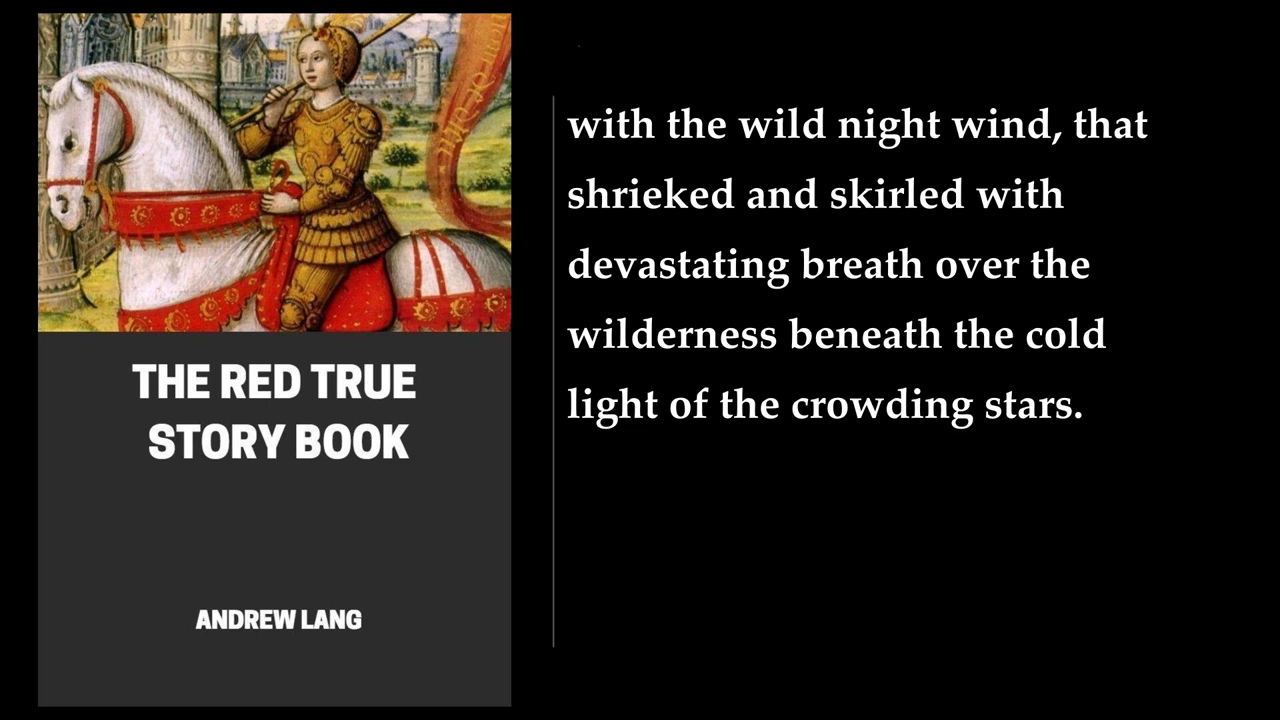 THE RED TRUE
STORY BOOK
ANDREW LANG
with the wild night wind, that
shrieked and skirled with
devastating breath over the
wilderness beneath the cold
light of the crowding stars.